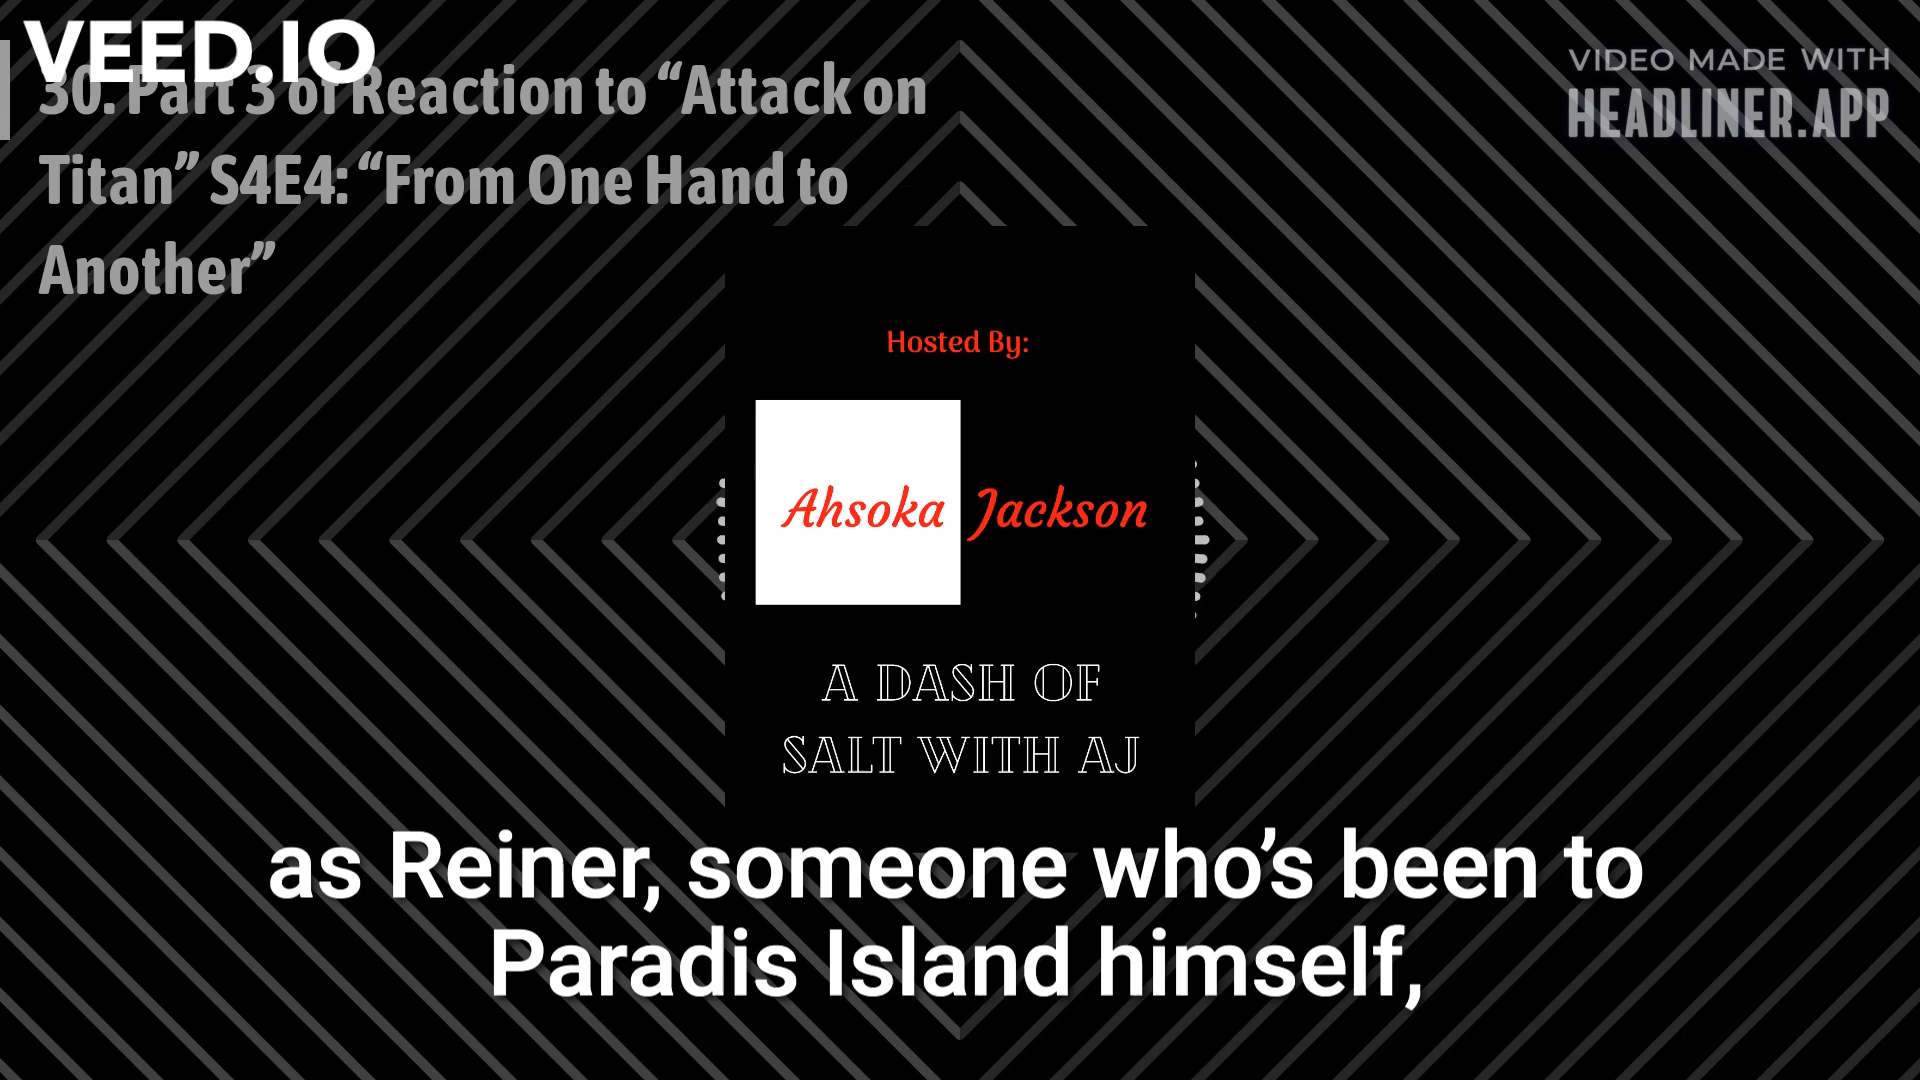 VEED.IO
30. Part 3 of Reaction to “Attack on
Titan” S4E4: “From One Hand to
Another”
VIDEO MADE WITH
HEADLINER.APP
Hosted By:
Ahsoka Jackson
A DASH OF
SALT WITH AJ
as Reiner, someone who’s been to
Paradis Island himself,